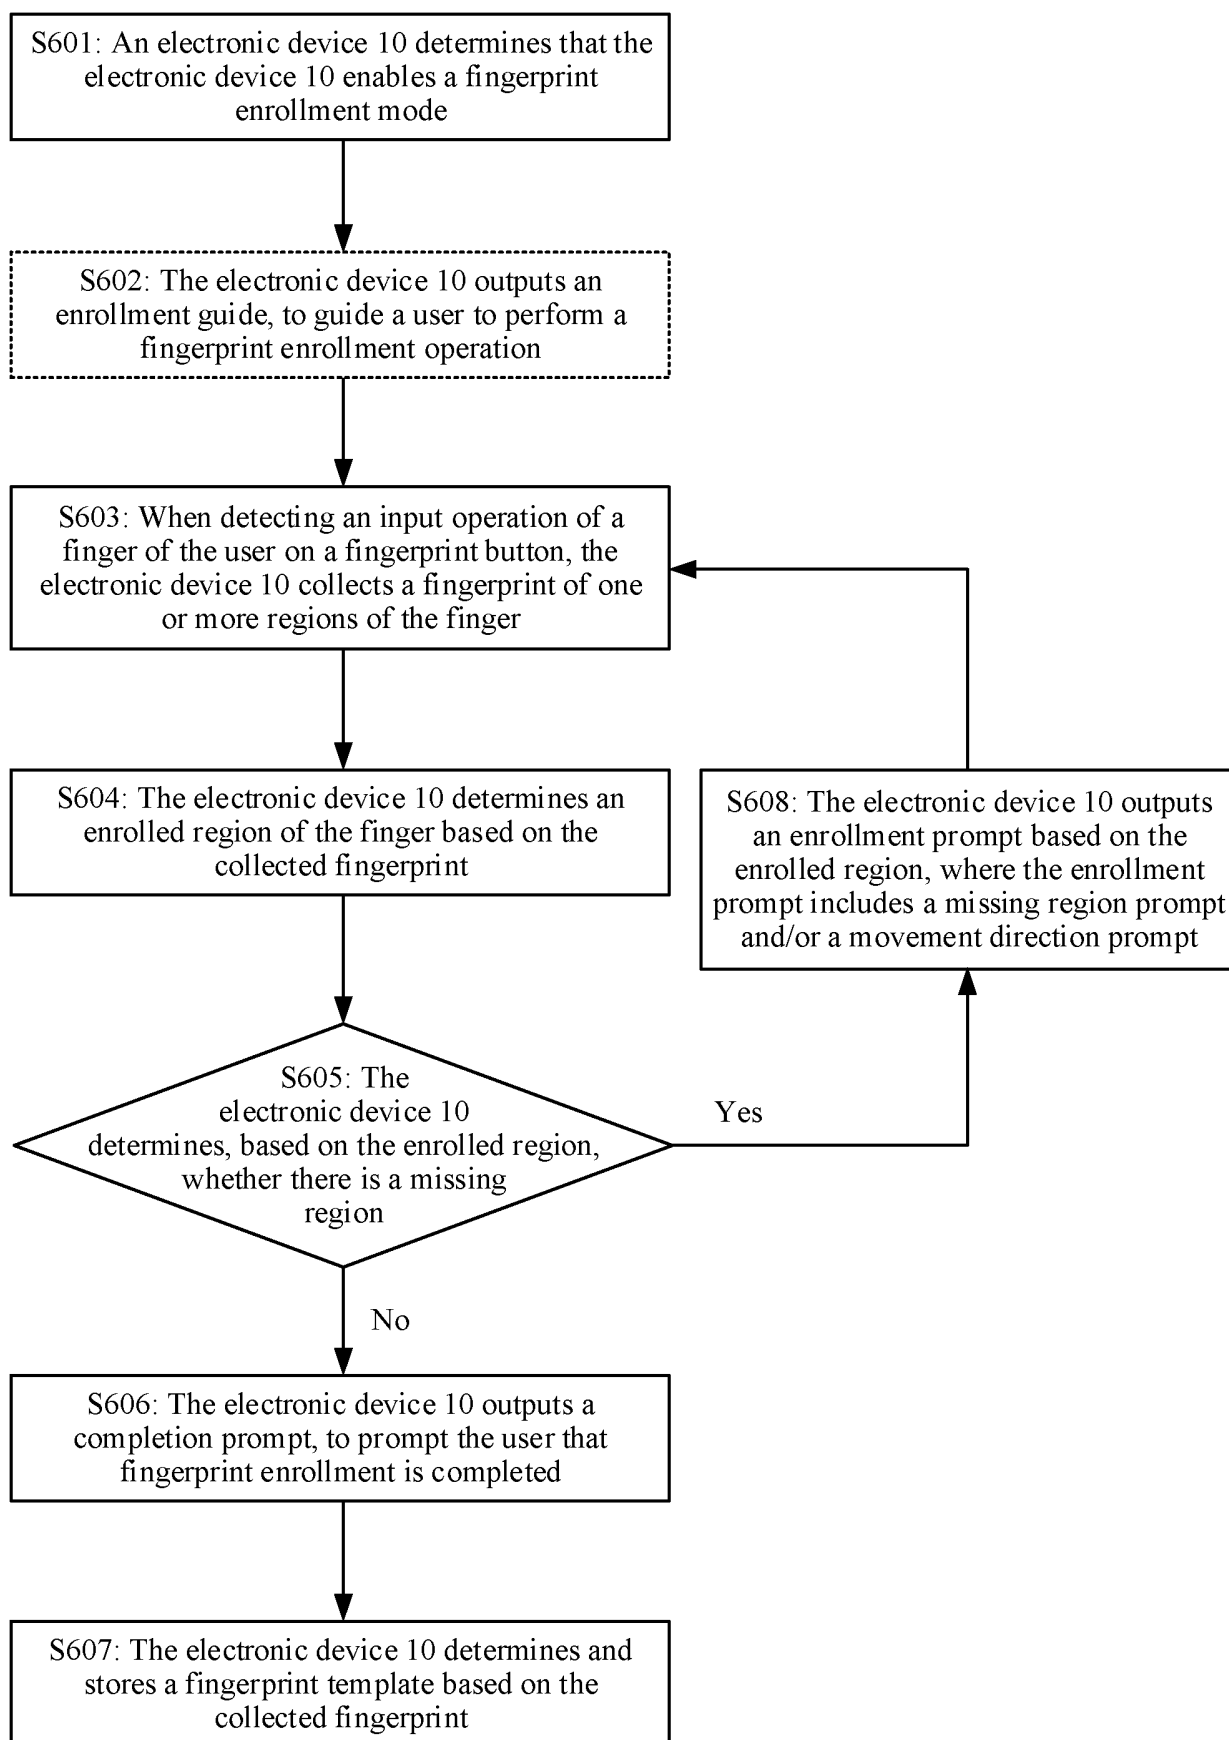 S601: An electronic device 10 determines that the
electronic device 10 enables a fingerprint
enrollment mode
S602: The electronic device 10 outputs an
enrollment guide, to guide a user to perform a
fingerprint enrollment operation
S603: When detecting an input operation of a
finger of the user on a fingerprint button, the
electronic device 10 collects a fingerprint of one
or more regions of the finger
S604: The electronic device 10 determines an
enrolled region of the finger based on the
collected fingerprint
S608: The electronic device 10 outputs
an enrollment prompt based on the
enrolled region, where the enrollment
prompt includes a missing region prompt
and/or a movement direction prompt
S605: The
electronic device 10
determines, based on the enrolled region,
whether there is a missing
region
Yes
No
S606: The electronic device 10 outputs a
completion prompt, to prompt the user that
fingerprint enrollment is completed
S607: The electronic device 10 determines and
stores a fingerprint template based on the
collected fingerprint